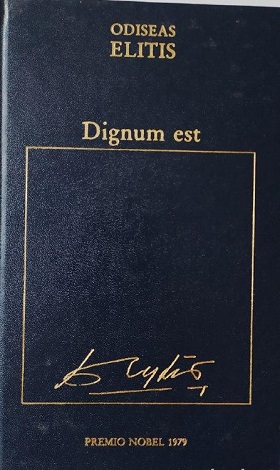 ODISEAS
ELITIS
Dignum est
PREMIO NOBEL 1979